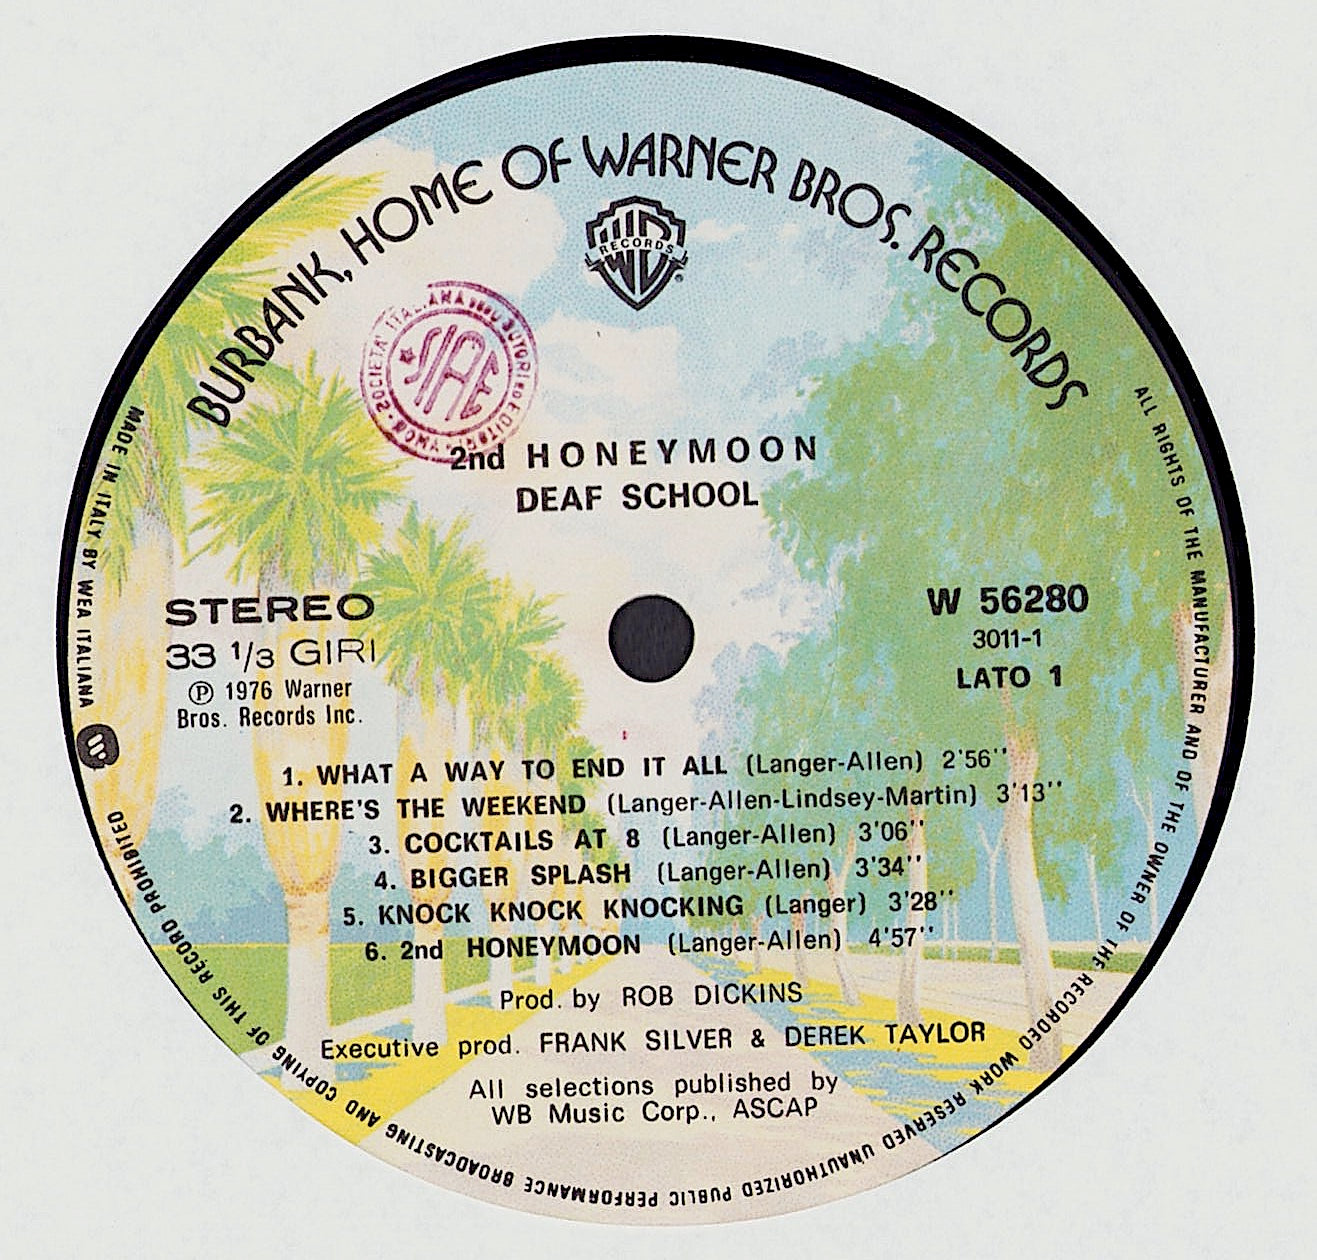 BURBANK, HOME OF WARNER BROS. RECORDS
RECORDS
SIAE
2nd HONEYMOON
DEAF SCHOOL
STEREO
33 1/3 GIRI
Ⓟ 1976 Warner
Bros. Records Inc.
W 56280
3011-1
LATO 1
1. WHAT A WAY TO END IT ALL (Langer-Allen) 2'56''
2. WHERE'S THE WEEKEND (Langer-Allen-Lindsey-Martin) 3'13''
3. COCKTAILS AT 8 (Langer-Allen) 3'06''
4. BIGGER SPLASH (Langer-Allen) 3'34''
5. KNOCK KNOCK KNOCKING (Langer) 3'28''
6. 2nd HONEYMOON (Langer-Allen) 4'57''
Prod. by ROB DICKINS
Executive prod. FRANK SILVER & DEREK TAYLOR
All selections published by
WB Music Corp., ASCAP
MADE IN ITALY BY WEA ITALIANA
ALL RIGHTS OF THE MANUFACTURER AND OF THE OWNER OF THE RECORDED WORK RESERVED UNAUTHORIZED PUBLIC PERFORMANCE BROADCASTING AND COPYING OF THIS RECORD PROHIBITED